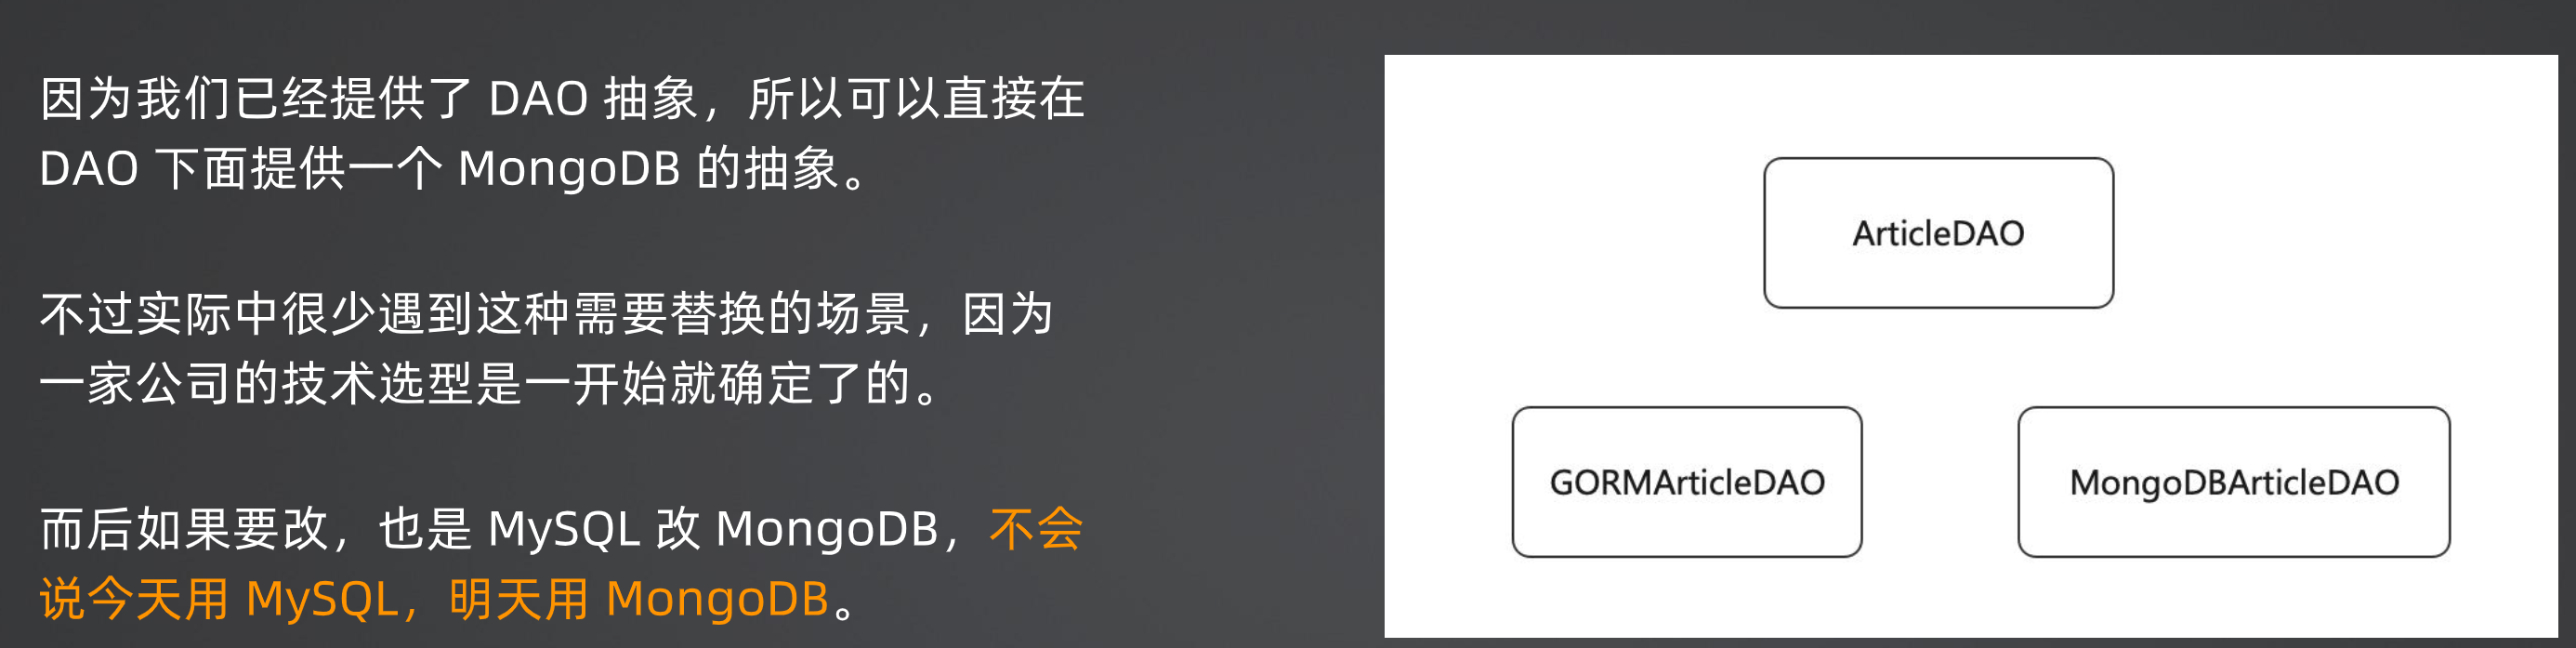 因为我们已经提供了 DAO 抽象，所以可以直接在
DAO 下面提供一个 MongoDB 的抽象。
不过实际中很少遇到这种需要替换的场景，因为
一家公司的技术选型是一开始就确定了的。
而后如果要改，也是 MySQL 改 MongoDB，不会
说今天用 MySQL，明天用 MongoDB。
ArticleDAO
GORMArticleDAO
MongoDBArticleDAO